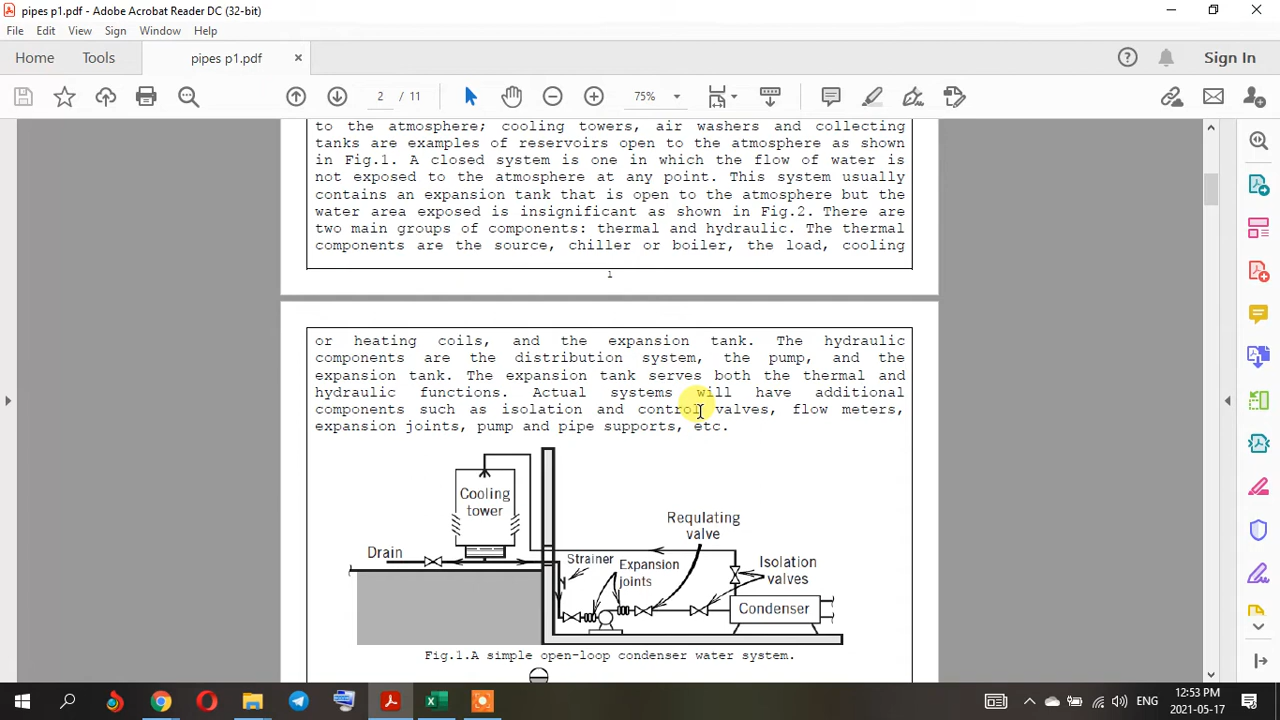 pipes p1.pdf - Adobe Acrobat Reader DC (32-bit)
File Edit View Sign Window Help
Home Tools pipes p1.pdf × Sign In
2 / 11 75%
to the atmosphere; cooling towers, air washers and collecting
tanks are examples of reservoirs open to the atmosphere as shown
in Fig.1. A closed system is one in which the flow of water is
not exposed to the atmosphere at any point. This system usually
contains an expansion tank that is open to the atmosphere but the
water area exposed is insignificant as shown in Fig.2. There are
two main groups of components: thermal and hydraulic. The thermal
components are the source, chiller or boiler, the load, cooling
1
or heating coils, and the expansion tank. The hydraulic
components are the distribution system, the pump, and the
expansion tank. The expansion tank serves both the thermal and
hydraulic functions. Actual systems will have additional
components such as isolation and control valves, flow meters,
expansion joints, pump and pipe supports, etc.
Cooling
tower
Requlating
valve
Drain
Strainer
Expansion
joints
Isolation
valves
Condenser
Fig.1.A simple open-loop condenser water system.
ENG
12:53 PM
2021-05-17